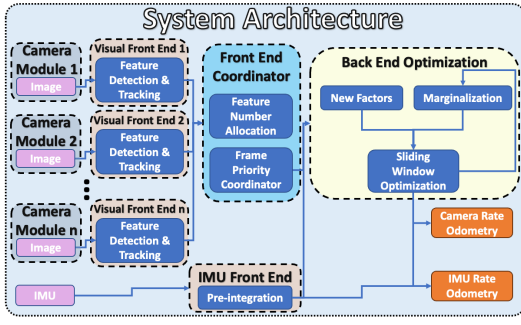 System Architecture
Camera
Module 1
Image
Visual Front End 1
Feature
Detection &
Tracking
Camera
Module 2
Image
Visual Front End 2
Feature
Detection &
Tracking
Camera
Module n
Image
Visual Front End n
Feature
Detection &
Tracking
Front End
Coordinator
Feature
Number
Allocation
Frame
Priority
Coordinator
Back End Optimization
New Factors
Marginalization
Sliding
Window
Optimization
Camera Rate
Odometry
IMU
IMU Front End
Pre-integration
IMU Rate
Odometry